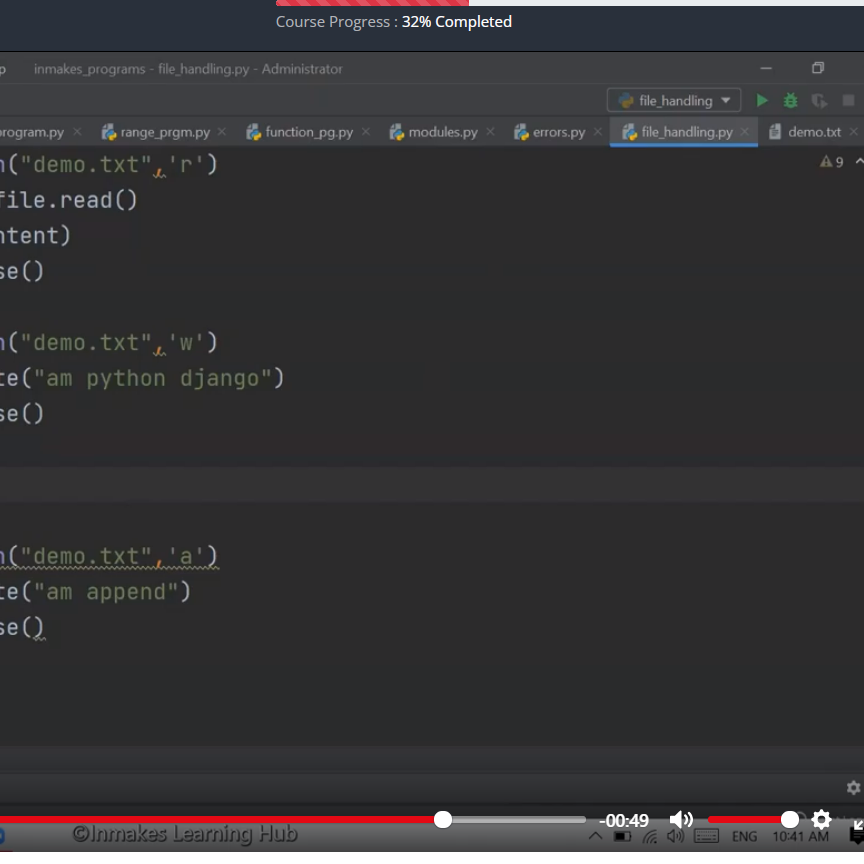 Course Progress : 32% Completed
p inmakes_programs - file_handling.py - Administrator
file_handling
rogram.py range_prgm.py function_pg.py modules.py errors.py file_handling.py demo.txt
n("demo.txt",'r') 9
file.read()
ntent)
se()
n("demo.txt",'w')
te("am python django")
se()
n("demo.txt",'a')
te("am append")
se()
-00:49
©Inmakes Learning Hub
ENG 10:41 AM